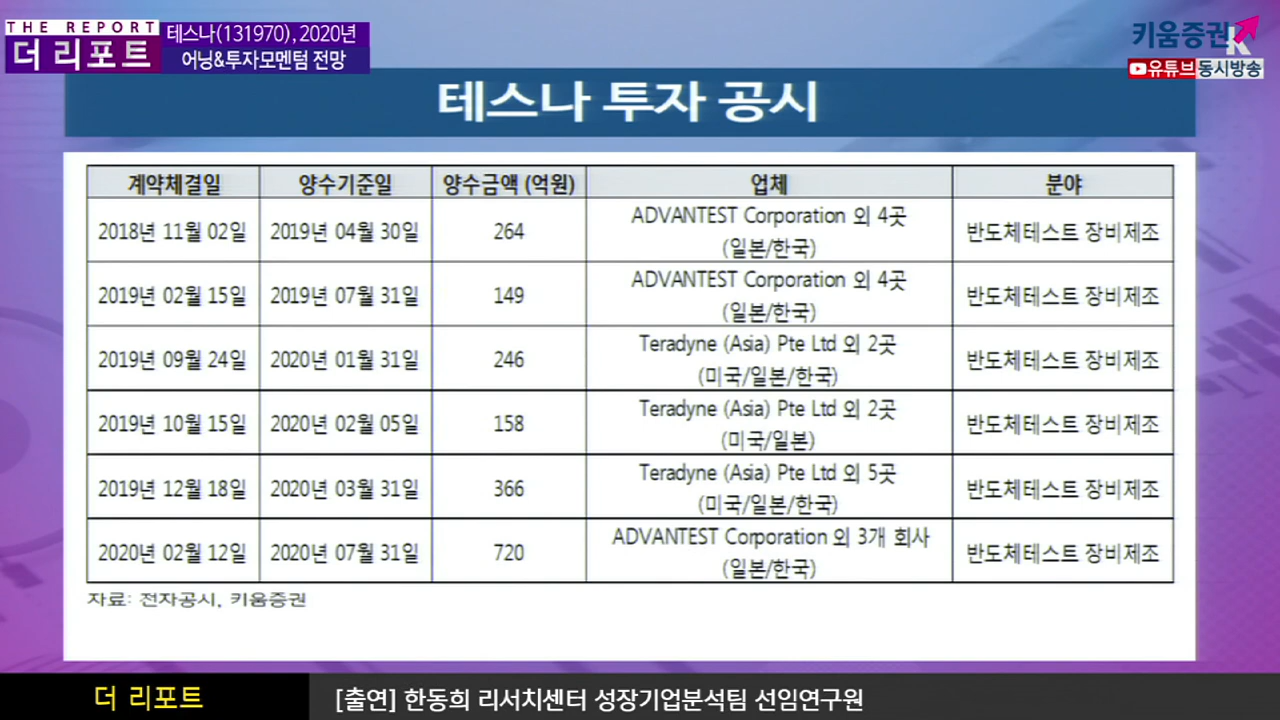 THE REPORT
더 리포트
테스나(131970), 2020년
어닝&투자모멘텀 전망
키움증권
K
유튜브 동시방송
테스나 투자 공시
계약체결일 양수기준일 양수금액 (억원) 업체 분야
2018년 11월 02일 2019년 04월 30일 264 ADVANTEST Corporation 외 4곳 반도체테스트 장비제조
(일본/한국)
2019년 02월 15일 2019년 07월 31일 149 ADVANTEST Corporation 외 4곳 반도체테스트 장비제조
(일본/한국)
2019년 09월 24일 2020년 01월 31일 246 Teradyne (Asia) Pte Ltd 외 2곳 반도체테스트 장비제조
(미국/일본/한국)
2019년 10월 15일 2020년 02월 05일 158 Teradyne (Asia) Pte Ltd 외 2곳 반도체테스트 장비제조
(미국/일본)
2019년 12월 18일 2020년 03월 31일 366 Teradyne (Asia) Pte Ltd 외 5곳 반도체테스트 장비제조
(미국/일본/한국)
2020년 02월 12일 2020년 07월 31일 720 ADVANTEST Corporation 외 3개 회사 반도체테스트 장비제조
(일본/한국)
자료: 전자공시, 키움증권
더 리포트
[출연] 한동희 리서치센터 성장기업분석팀 선임연구원